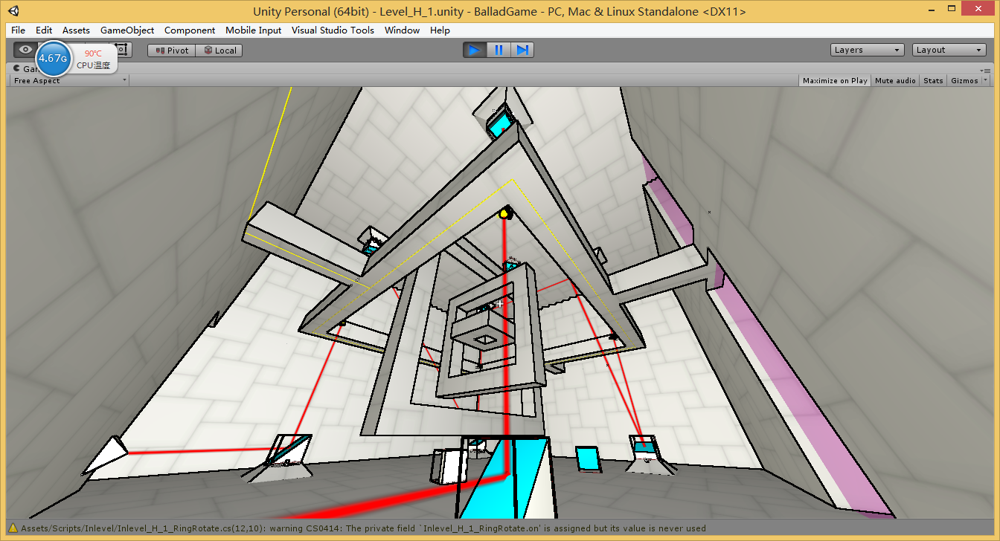 Unity Personal (64bit) - Level_H_1.unity - BalladGame - PC, Mac & Linux Standalone <DX11>
File Edit Assets GameObject Component Mobile Input Visual Studio Tools Window Help
4.67G 90℃ Pivot Local Layers Layout
CPU温度
Gam
Free Aspect Maximize on Play Mute audio Stats Gizmos
Assets/Scripts/Inlevel/Inlevel_H_1_RingRotate.cs(12,10): warning CS0414: The private field `Inlevel_H_1_RingRotate.on' is assigned but its value is never used